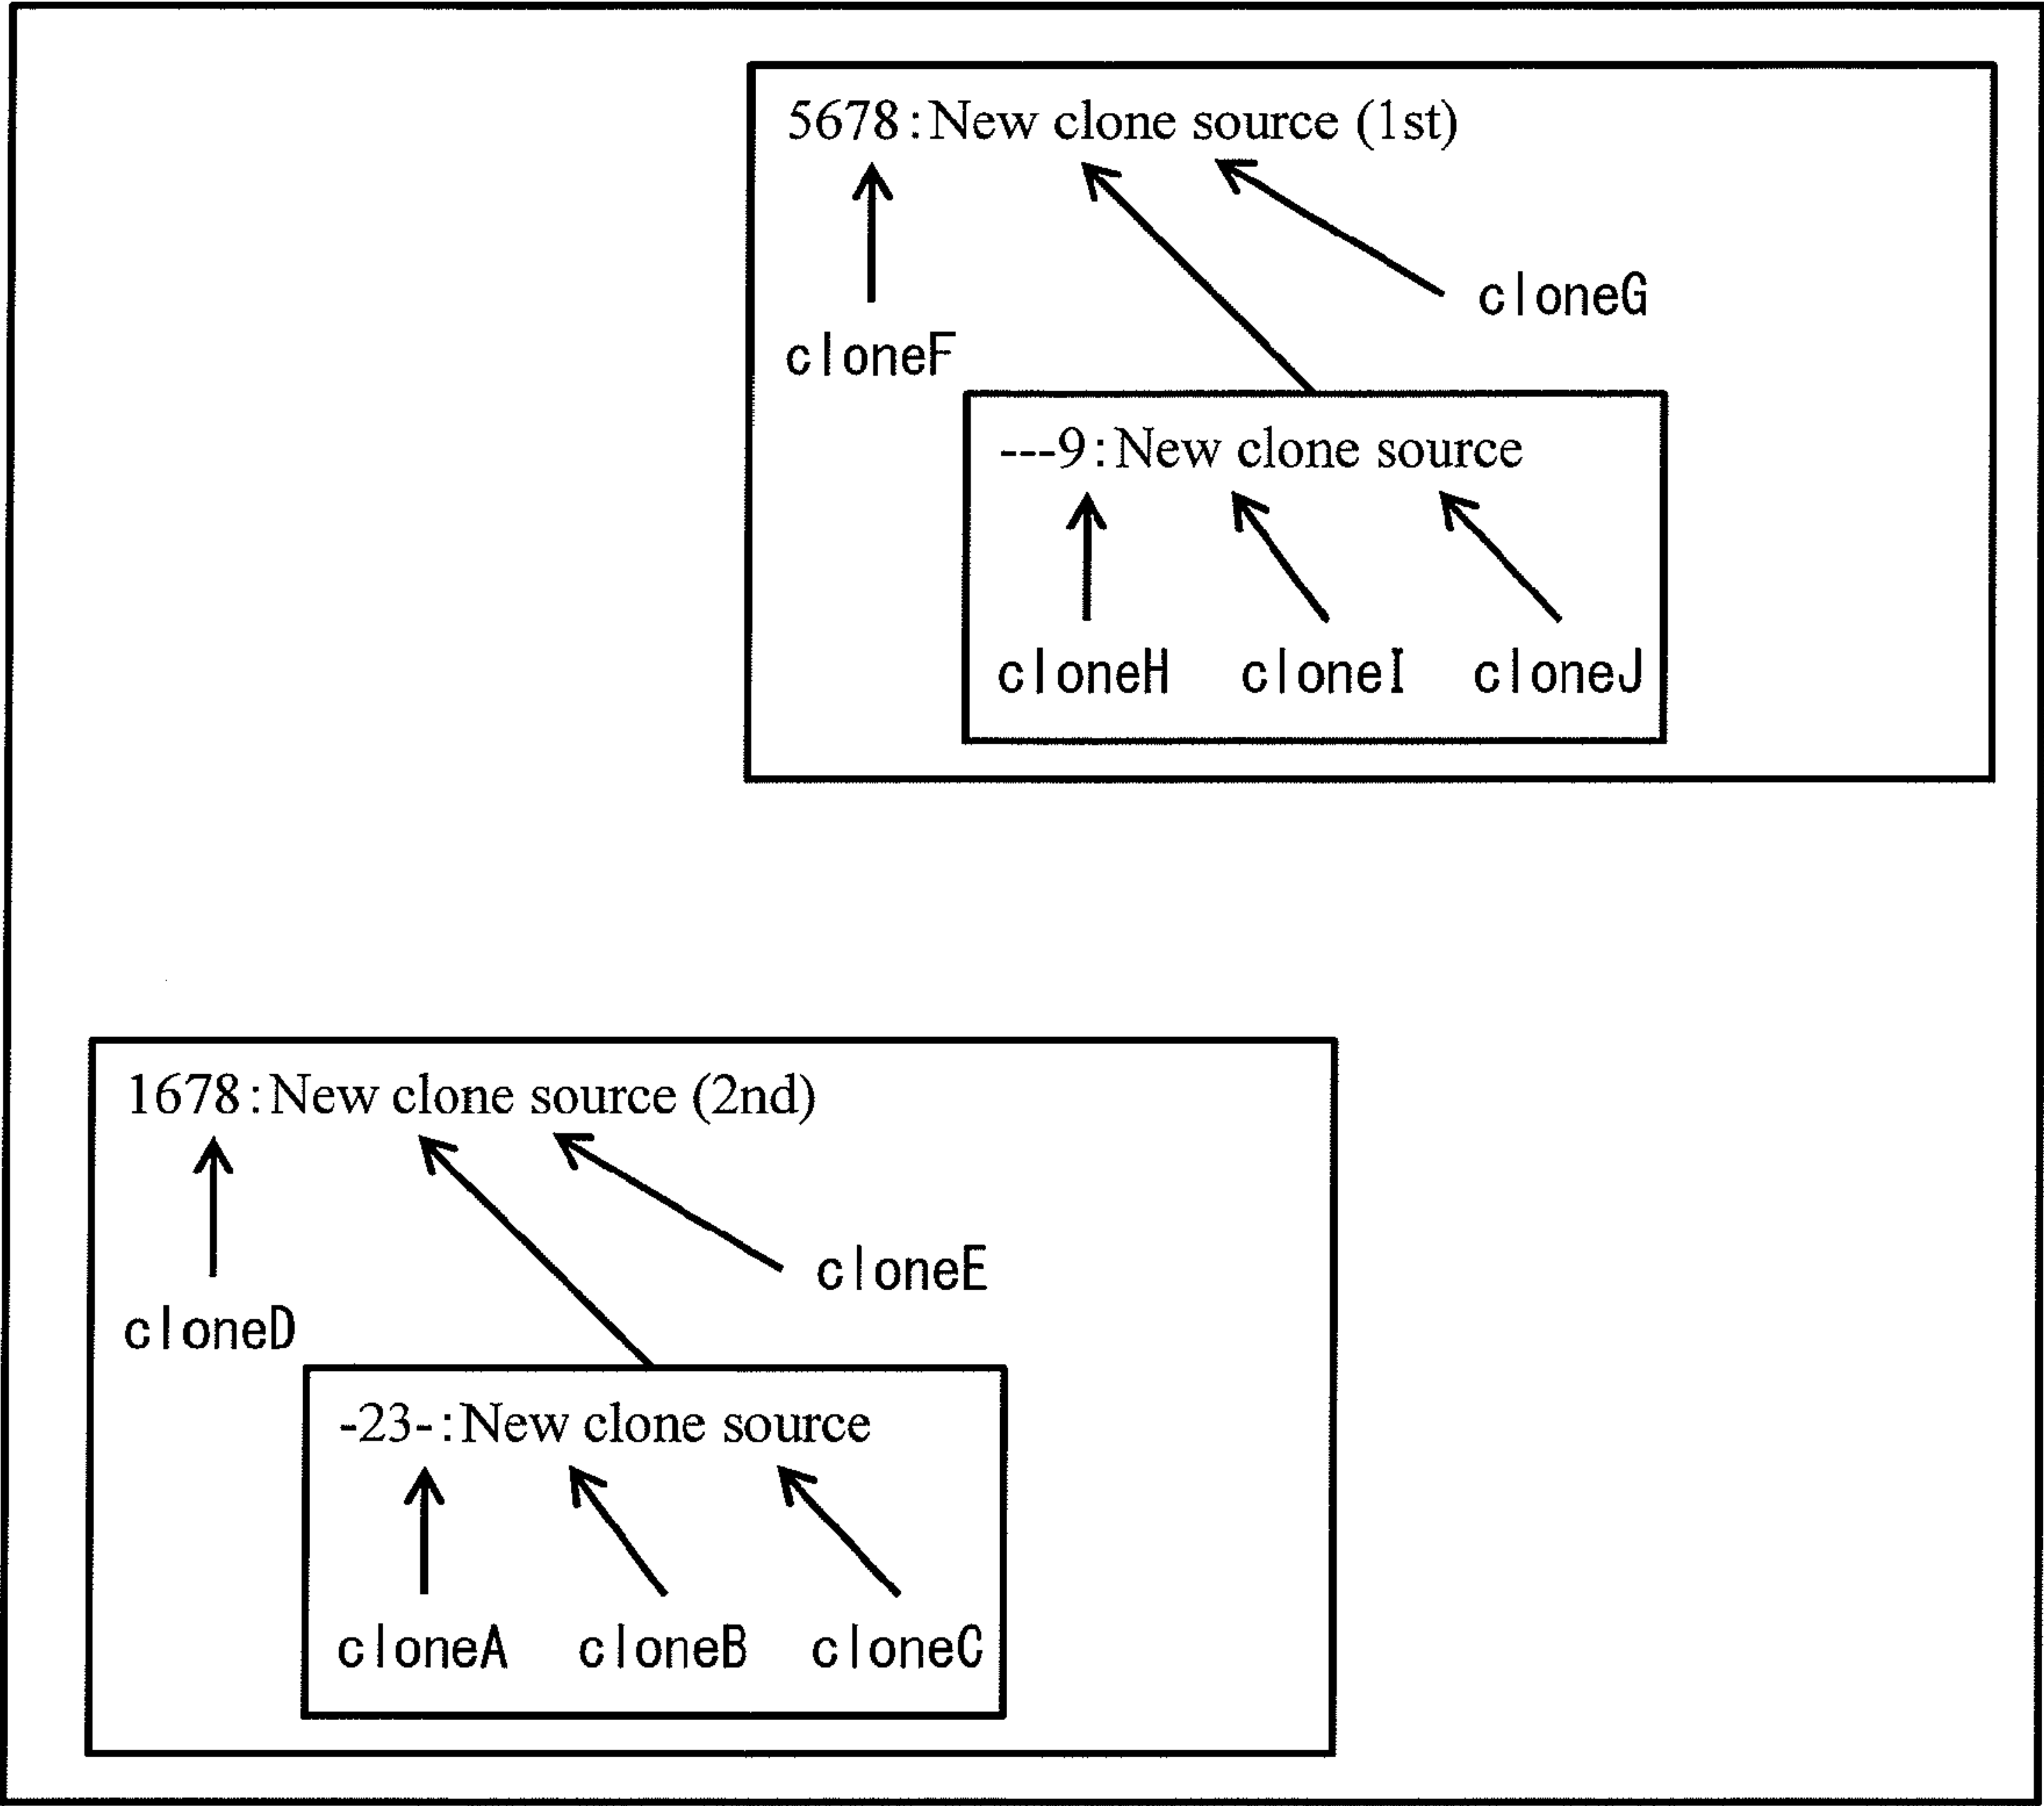 5678:New clone source (1st)
cloneG
cloneF
---9:New clone source
cloneH cloneI cloneJ
1678:New clone source (2nd)
cloneE
cloneD
-23-:New clone source
cloneA cloneB cloneC